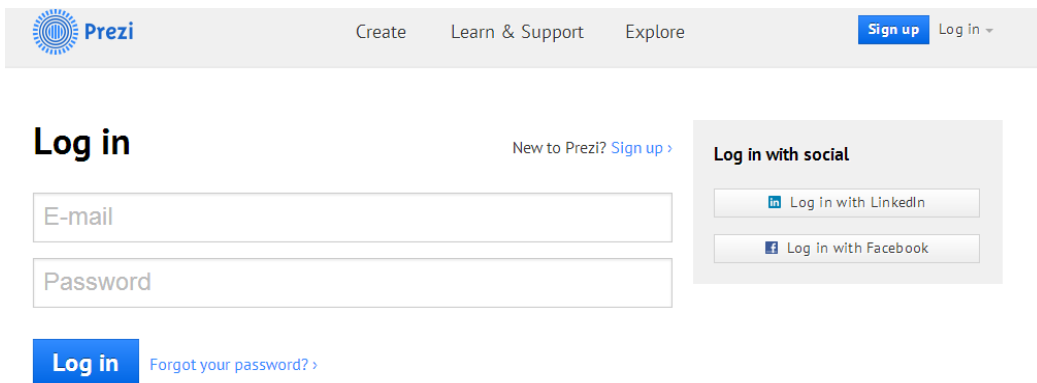 Prezi Create Learn & Support Explore Sign up Log in
Log in
New to Prezi? Sign up ›
E-mail
Password
Log in Forgot your password? ›
Log in with social
Log in with LinkedIn
Log in with Facebook